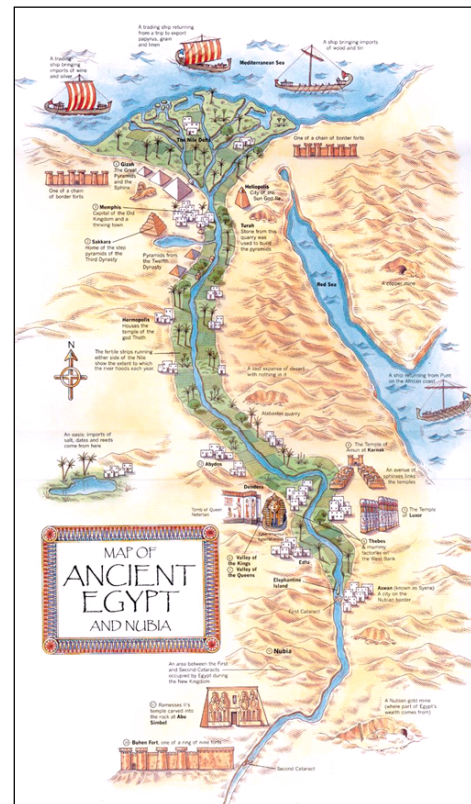 A trading ship returning
from a trip to export
papyrus, grain
and linen
A trading
ship bringing
imports of wine
and silver
A ship bringing imports
of wood and tin
Mediterranean Sea
The Nile Delta
One of a chain of border forts
Gizah
The Great
Pyramids
and the
Sphinx
One of a chain
of border forts
Heliopolis
City of the
Sun God Re
Memphis
Capital of the Old
Kingdom and a
thriving town
Turah
Stone from this
quarry was
used to build
the pyramids
Sakkara
Home of the step
pyramids of the
Third Dynasty
Pyramids from
the Twelfth
Dynasty
Red Sea
A copper mine
Hermopolis
Houses the
temple of the
god Thoth
The fertile strips running
either side of the Nile
show the extent to which
the river floods each year.
N
A vast expanse of desert
with nothing in it
A ship returning from Punt
on the African coast
Alabaster quarry
An oasis: imports of
salt, dates and reeds
come from here
The Temple of
Amun at Karnak
Abydos
An avenue of
sphinxes links
the temples
Dendera
Tomb of Queen
Nefertari
The Temple
Luxor
Thebes
& mummy
factories on
the West Bank
Valley of
the Kings
Valley of
the Queens
Edfu
Elephantine
Island
Aswan (known as Syene)
A city on the
Nubian border
First Cataract
MAP OF
ANCIENT
EGYPT
AND NUBIA
Nubia
An area between the First
and Second Cataracts
occupied by Egypt during
the New Kingdom
Ramesses II's
temple carved into
the rock at Abu
Simbel
A Nubian gold mine
(where part of Egypt's
wealth comes from)
Buhen Fort, one of a ring of nine forts
Second Cataract